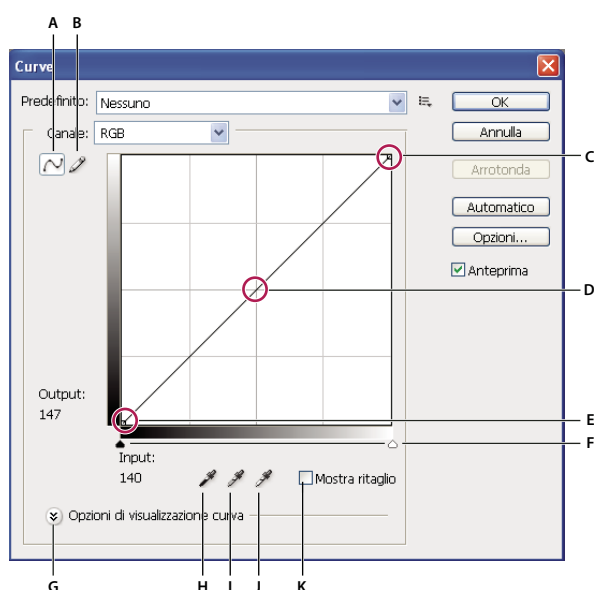 A B
Curve
Predefinito: Nessuno
OK
Canale: RGB
Annulla
C
Arrotonda
Automatico
Opzioni...
Anteprima
D
Output:
147
E
F
Input:
140
Mostra ritaglio
Opzioni di visualizzazione curva
G H I J K